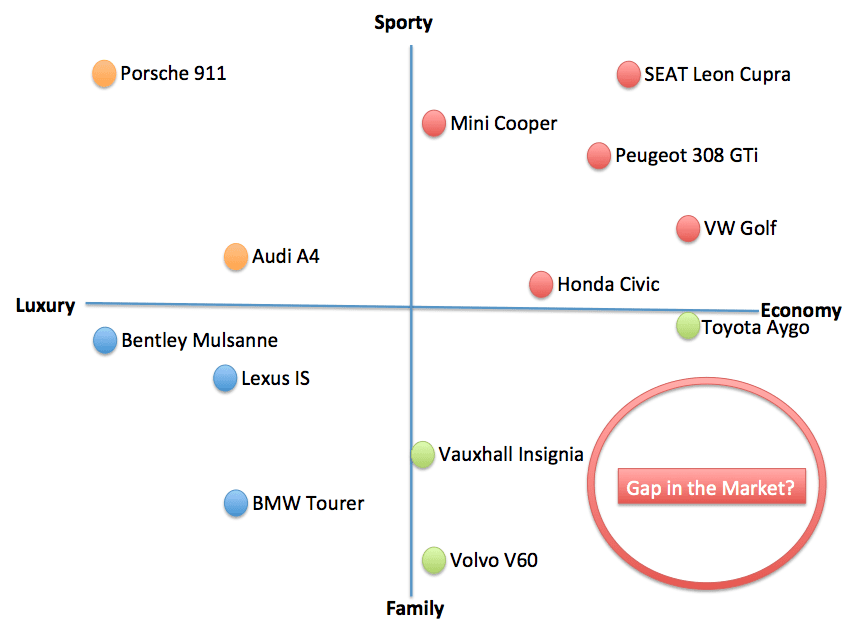 Sporty
Porsche 911
SEAT Leon Cupra
Mini Cooper
Peugeot 308 GTi
VW Golf
Audi A4
Honda Civic
Luxury
Economy
Toyota Aygo
Bentley Mulsanne
Lexus IS
Vauxhall Insignia
Gap in the Market?
BMW Tourer
Volvo V60
Family